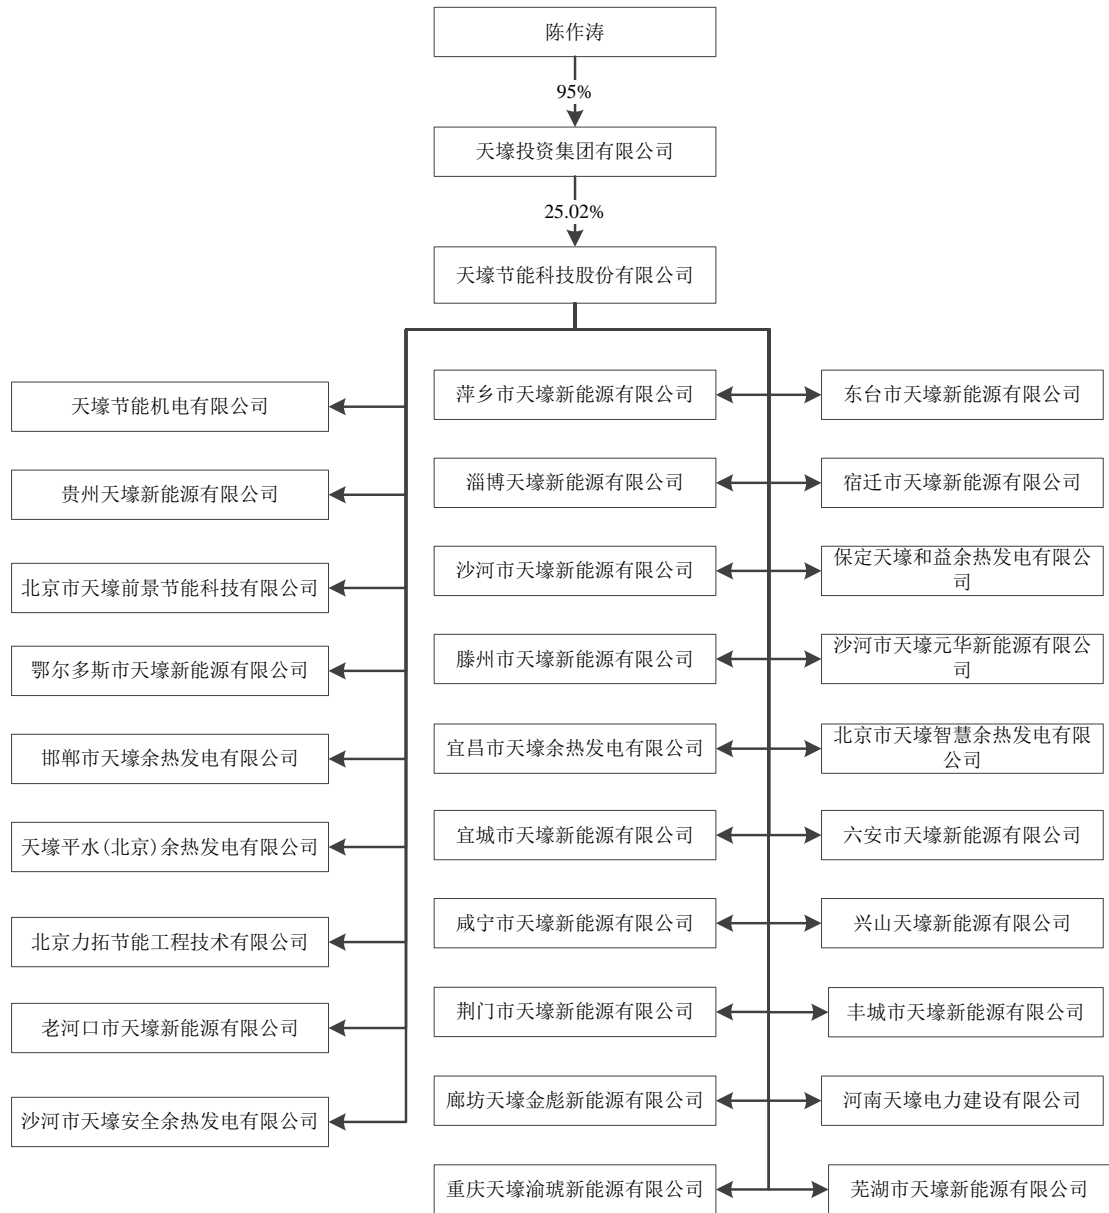 陈作涛
95%
天壕投资集团有限公司
25.02%
天壕节能科技股份有限公司
天壕节能机电有限公司
贵州天壕新能源有限公司
北京市天壕前景节能科技有限公司
鄂尔多斯市天壕新能源有限公司
邯郸市天壕余热发电有限公司
天壕平水(北京)余热发电有限公司
北京力拓节能工程技术有限公司
老河口市天壕新能源有限公司
沙河市天壕安全余热发电有限公司
萍乡市天壕新能源有限公司
淄博天壕新能源有限公司
沙河市天壕新能源有限公司
滕州市天壕新能源有限公司
宜昌市天壕余热发电有限公司
宜城市天壕新能源有限公司
咸宁市天壕新能源有限公司
荆门市天壕新能源有限公司
廊坊天壕金彪新能源有限公司
重庆天壕渝琥新能源有限公司
东台市天壕新能源有限公司
宿迁市天壕新能源有限公司
保定天壕和益余热发电有限公
司
沙河市天壕元华新能源有限公
司
北京市天壕智慧余热发电有限
公司
六安市天壕新能源有限公司
兴山天壕新能源有限公司
丰城市天壕新能源有限公司
河南天壕电力建设有限公司
芜湖市天壕新能源有限公司